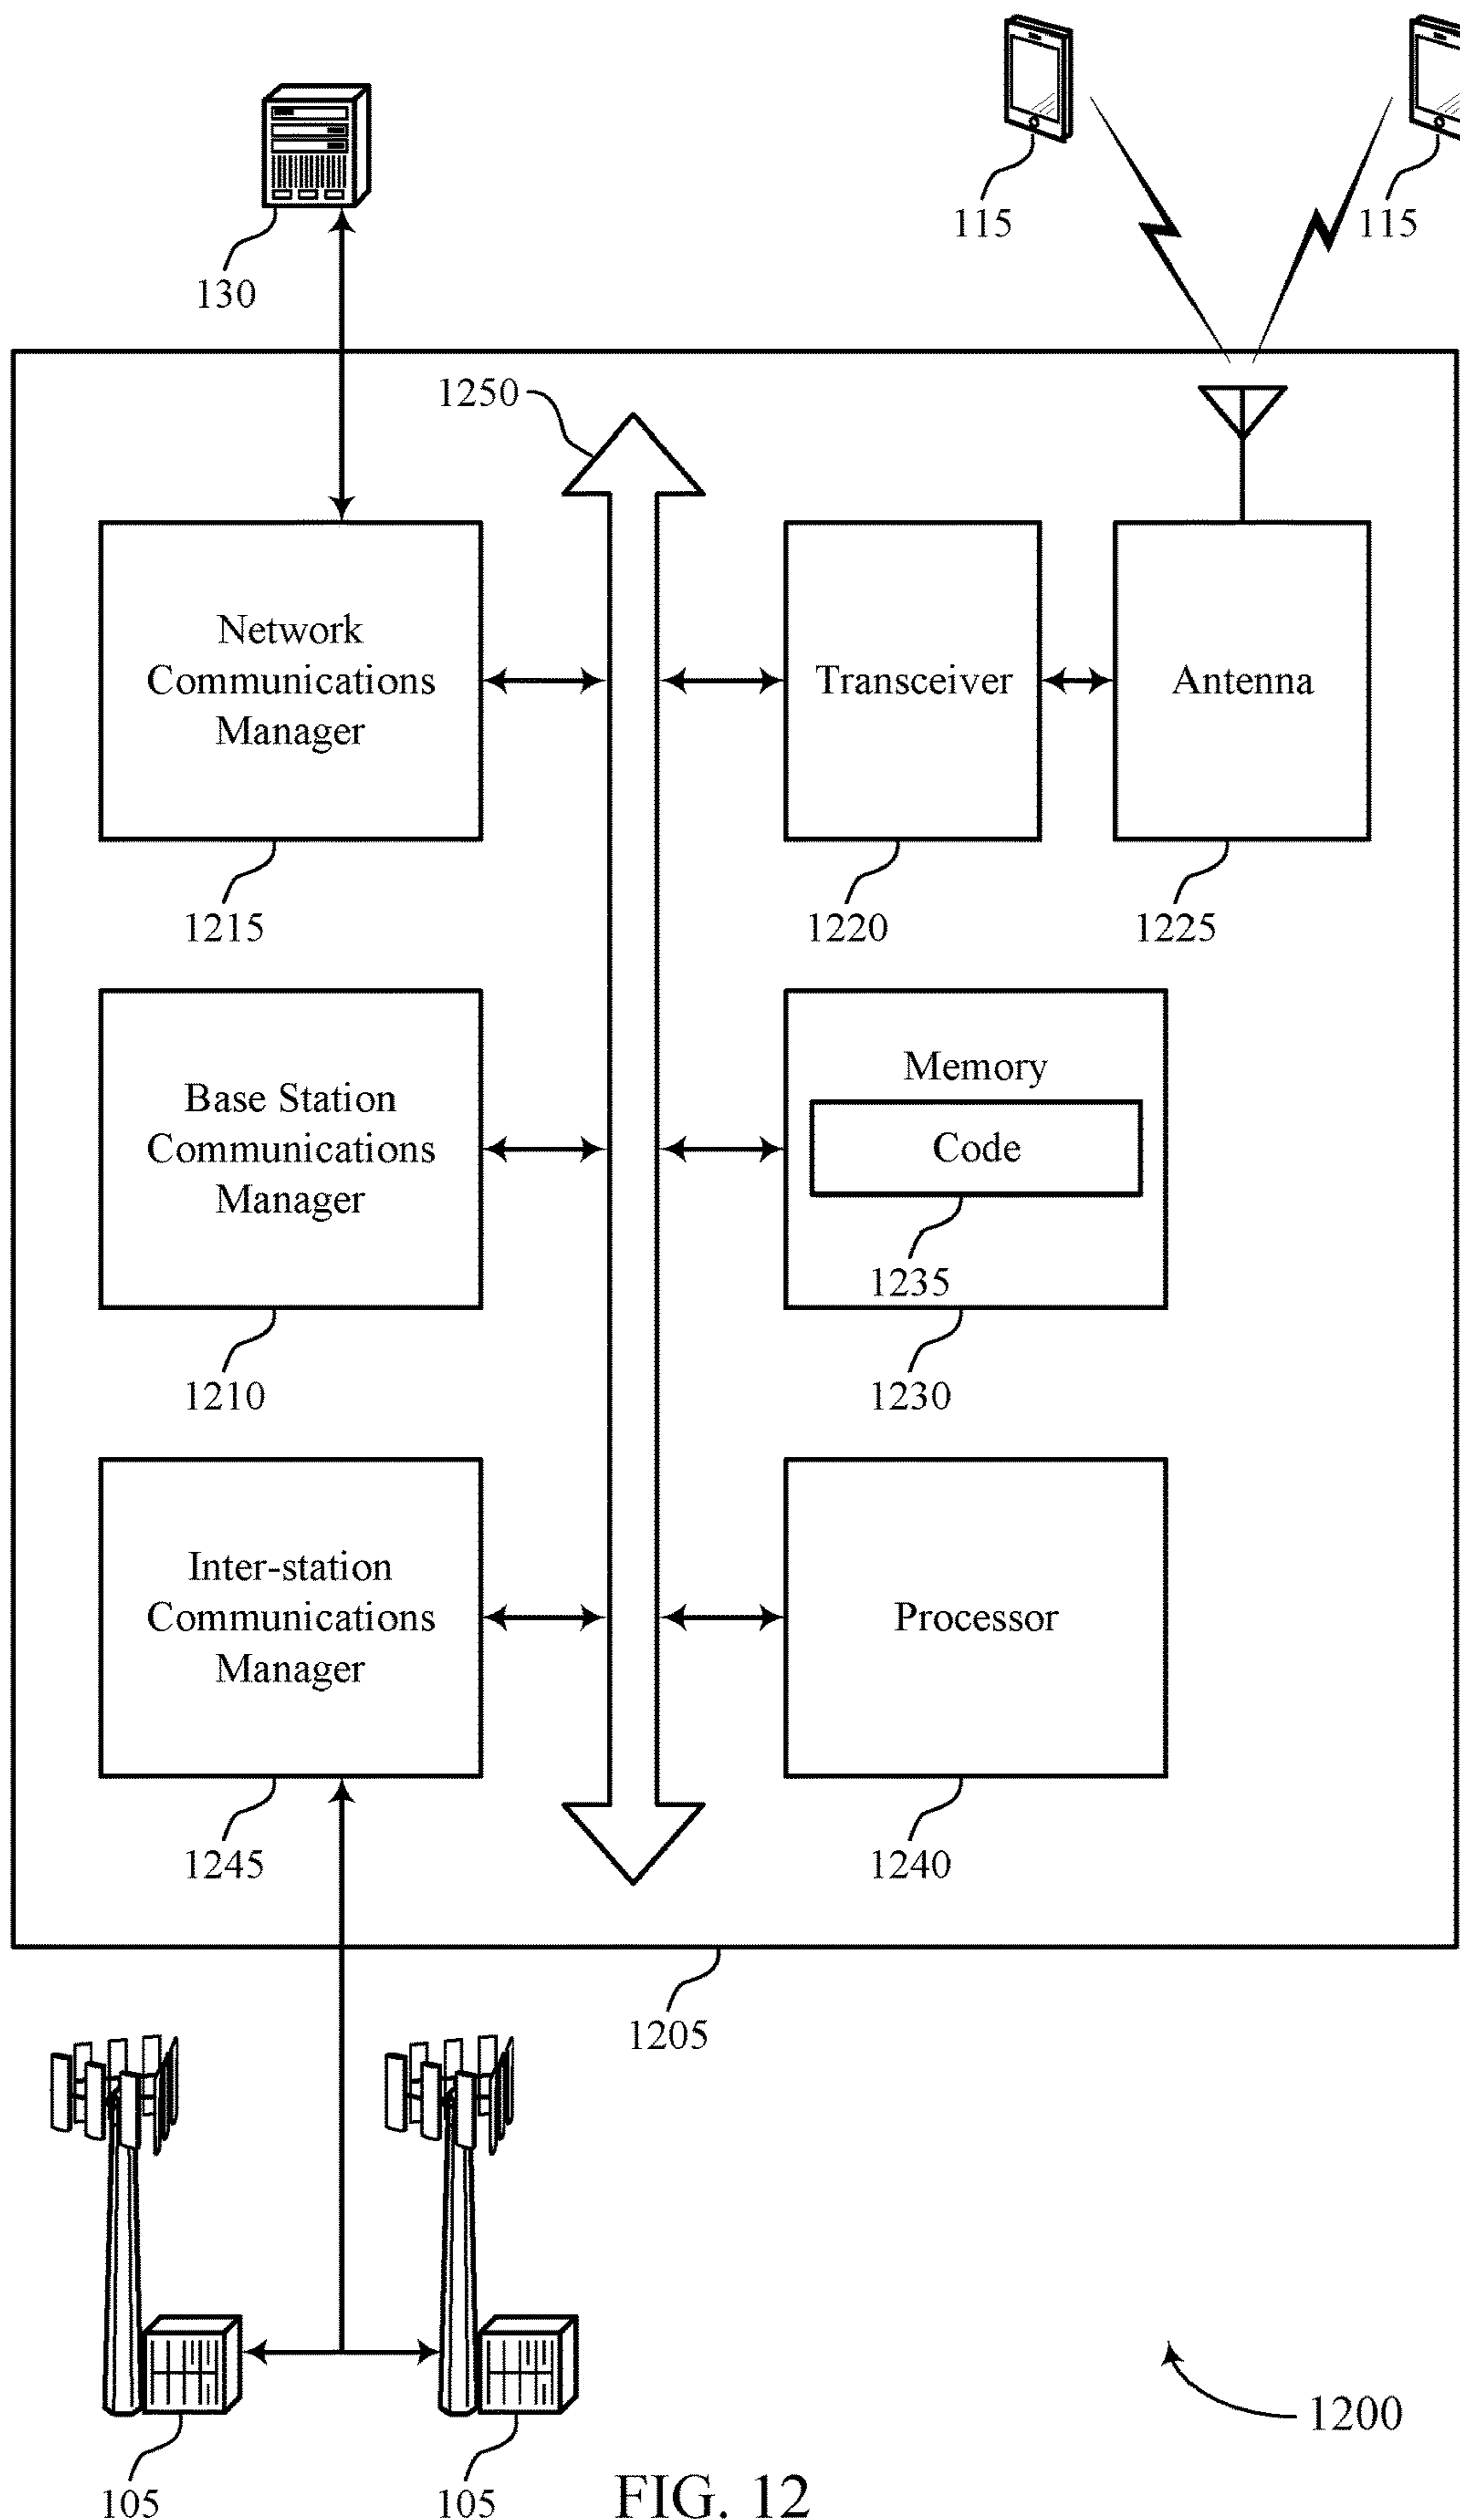 115
115
130
1250
Network
Communications
Manager
Transceiver
Antenna
1215
1220
1225
Base Station
Communications
Manager
Memory
Code
1235
1210
1230
Inter-station
Communications
Manager
Processor
1245
1240
1205
1200
105
105
FIG. 12